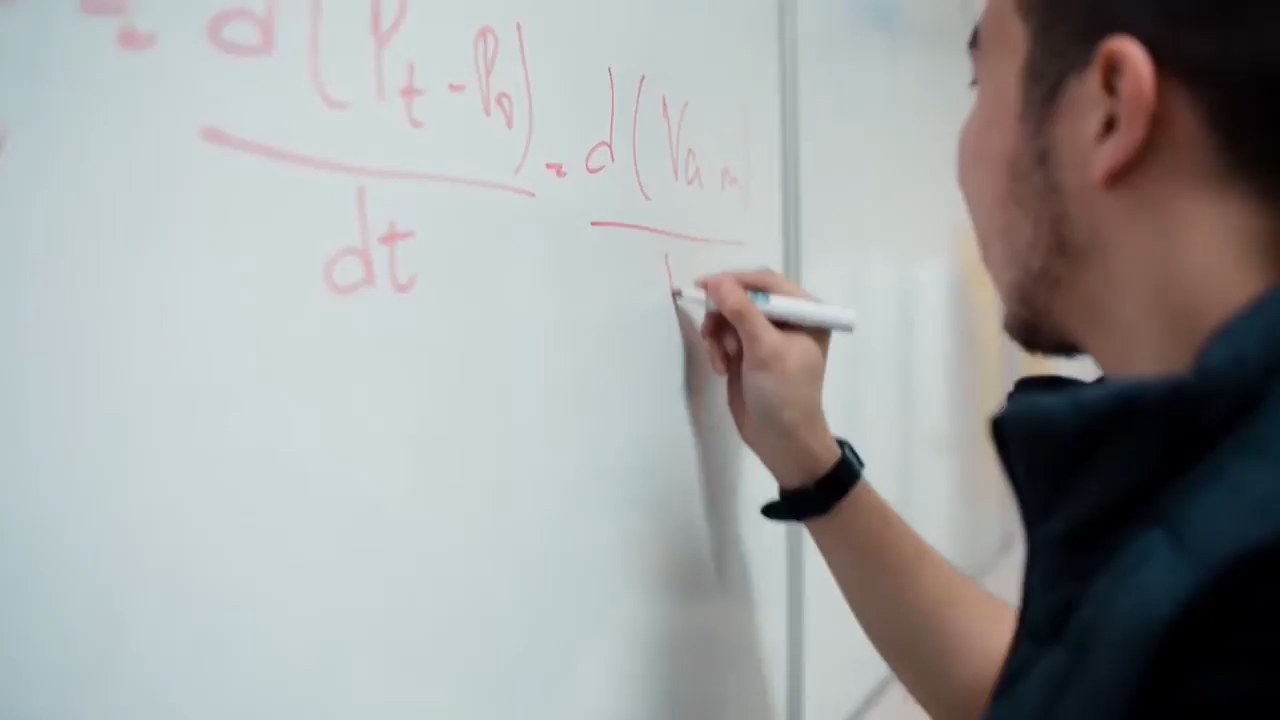 = d(Pt - P0) = d(Va
dt